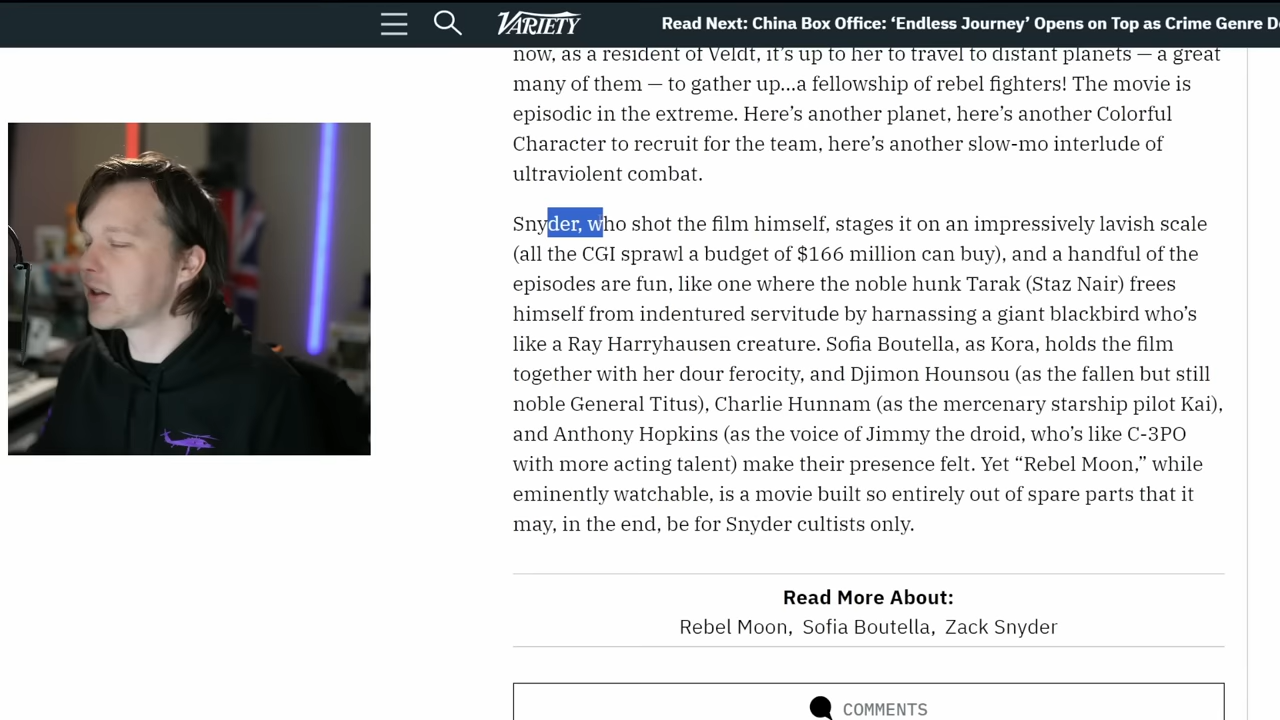 VARIETY
Read Next: China Box Office: ‘Endless Journey’ Opens on Top as Crime Genre
now, as a resident of Veldt, it’s up to her to travel to distant planets — a great
many of them — to gather up...a fellowship of rebel fighters! The movie is
episodic in the extreme. Here’s another planet, here’s another Colorful
Character to recruit for the team, here’s another slow-mo interlude of
ultraviolent combat.
Snyder, who shot the film himself, stages it on an impressively lavish scale
(all the CGI sprawl a budget of $166 million can buy), and a handful of the
episodes are fun, like one where the noble hunk Tarak (Staz Nair) frees
himself from indentured servitude by harnassing a giant blackbird who’s
like a Ray Harryhausen creature. Sofia Boutella, as Kora, holds the film
together with her dour ferocity, and Djimon Hounsou (as the fallen but still
noble General Titus), Charlie Hunnam (as the mercenary starship pilot Kai),
and Anthony Hopkins (as the voice of Jimmy the droid, who’s like C-3PO
with more acting talent) make their presence felt. Yet “Rebel Moon,” while
eminently watchable, is a movie built so entirely out of spare parts that it
may, in the end, be for Snyder cultists only.
Read More About:
Rebel Moon, Sofia Boutella, Zack Snyder
COMMENTS